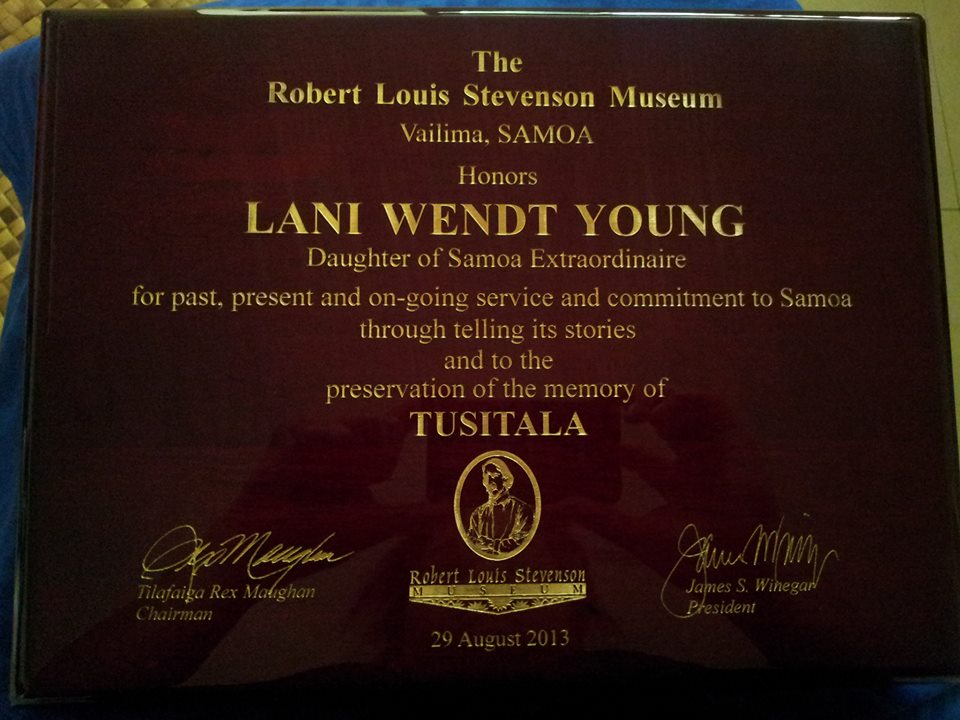 The
Robert Louis Stevenson Museum
Vailima, SAMOA
Honors
LANI WENDT YOUNG
Daughter of Samoa Extraordinaire
for past, present and on-going service and commitment to Samoa
through telling its stories
and to the
preservation of the memory of
TUSITALA
Robert Louis Stevenson
MUSEUM
Tilafaiga Rex Maughan
Chairman
James S. Winegar
President
29 August 2013